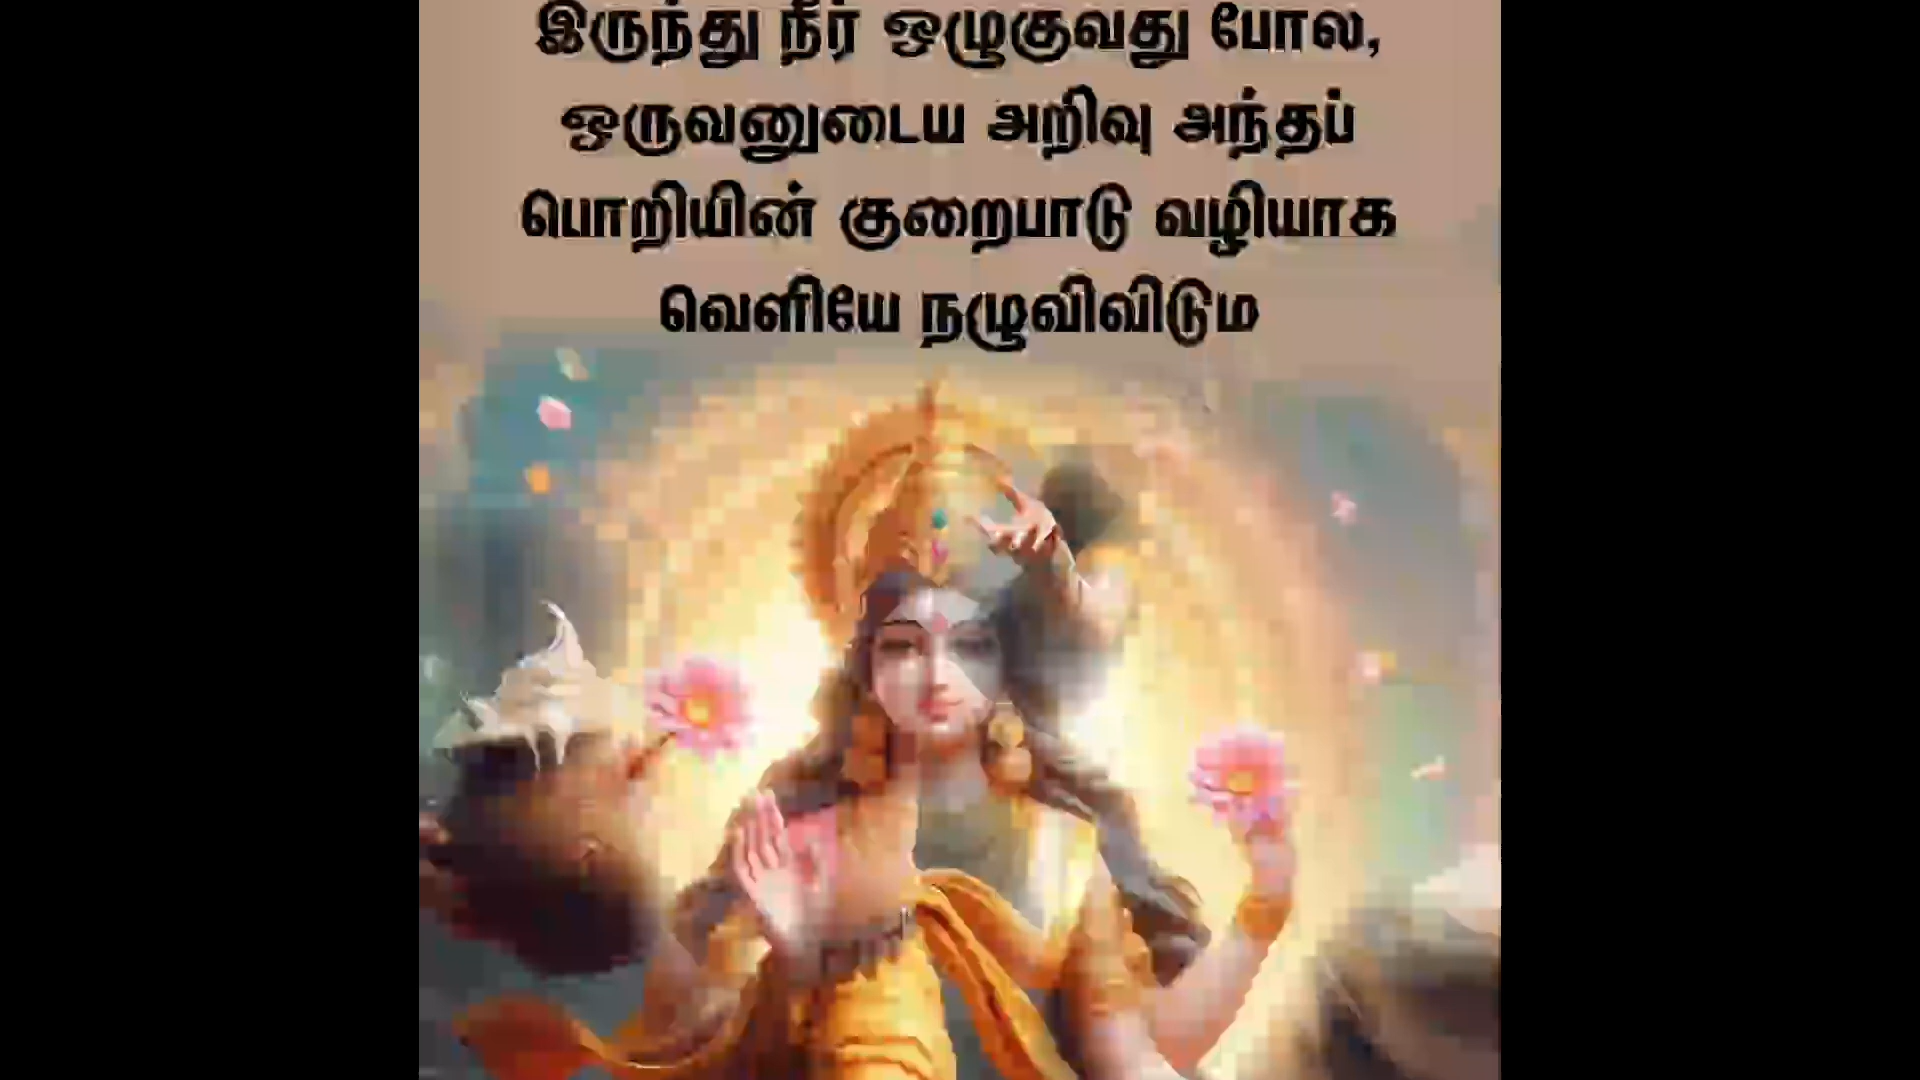 இருந்து நீர் ஒழுகுவது போல,
ஒருவனுடைய அறிவு அந்தப்
பொறியின் குறைபாடு வழியாக
வெளியே நழுவிவிடும